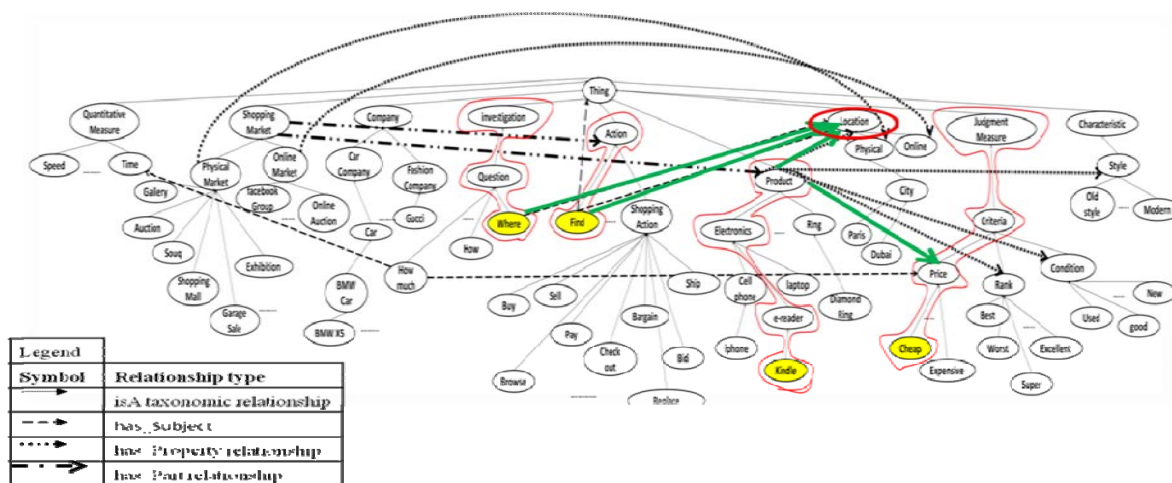 Thing
Quantitative
Measure
Shopping
Market
Company
investigation
Action
Location
Judgment
Measure
Characteristic
Speed
Time
Physical
Market
Online
Market
Car
Company
Fashion
Company
Question
Product
Physical
Online
Style
Galery
facebook
Group
Online
Auction
Gucci
Where
Find
Shopping
Action
Electronics
Ring
City
Paris
Dubai
Criteria
Old
style
Modern
Auction
Souq
Shopping
Mall
Garage
Sale
Exhibition
Car
BMW
Car
BMW X5
How
How
much
Buy
Sell
Pay
Browse
Check
out
Bargain
Bid
Ship
Replace
Cell
phone
iphone
laptop
e-reader
Kindle
Diamond
Ring
Price
Cheap
Expensive
Rank
Best
Worst
Super
Excellent
Condition
Used
good
New
Legend
Symbol Relationship type
isA taxonomic relationship
has_Subject
has_Property relationship
has_Part relationship